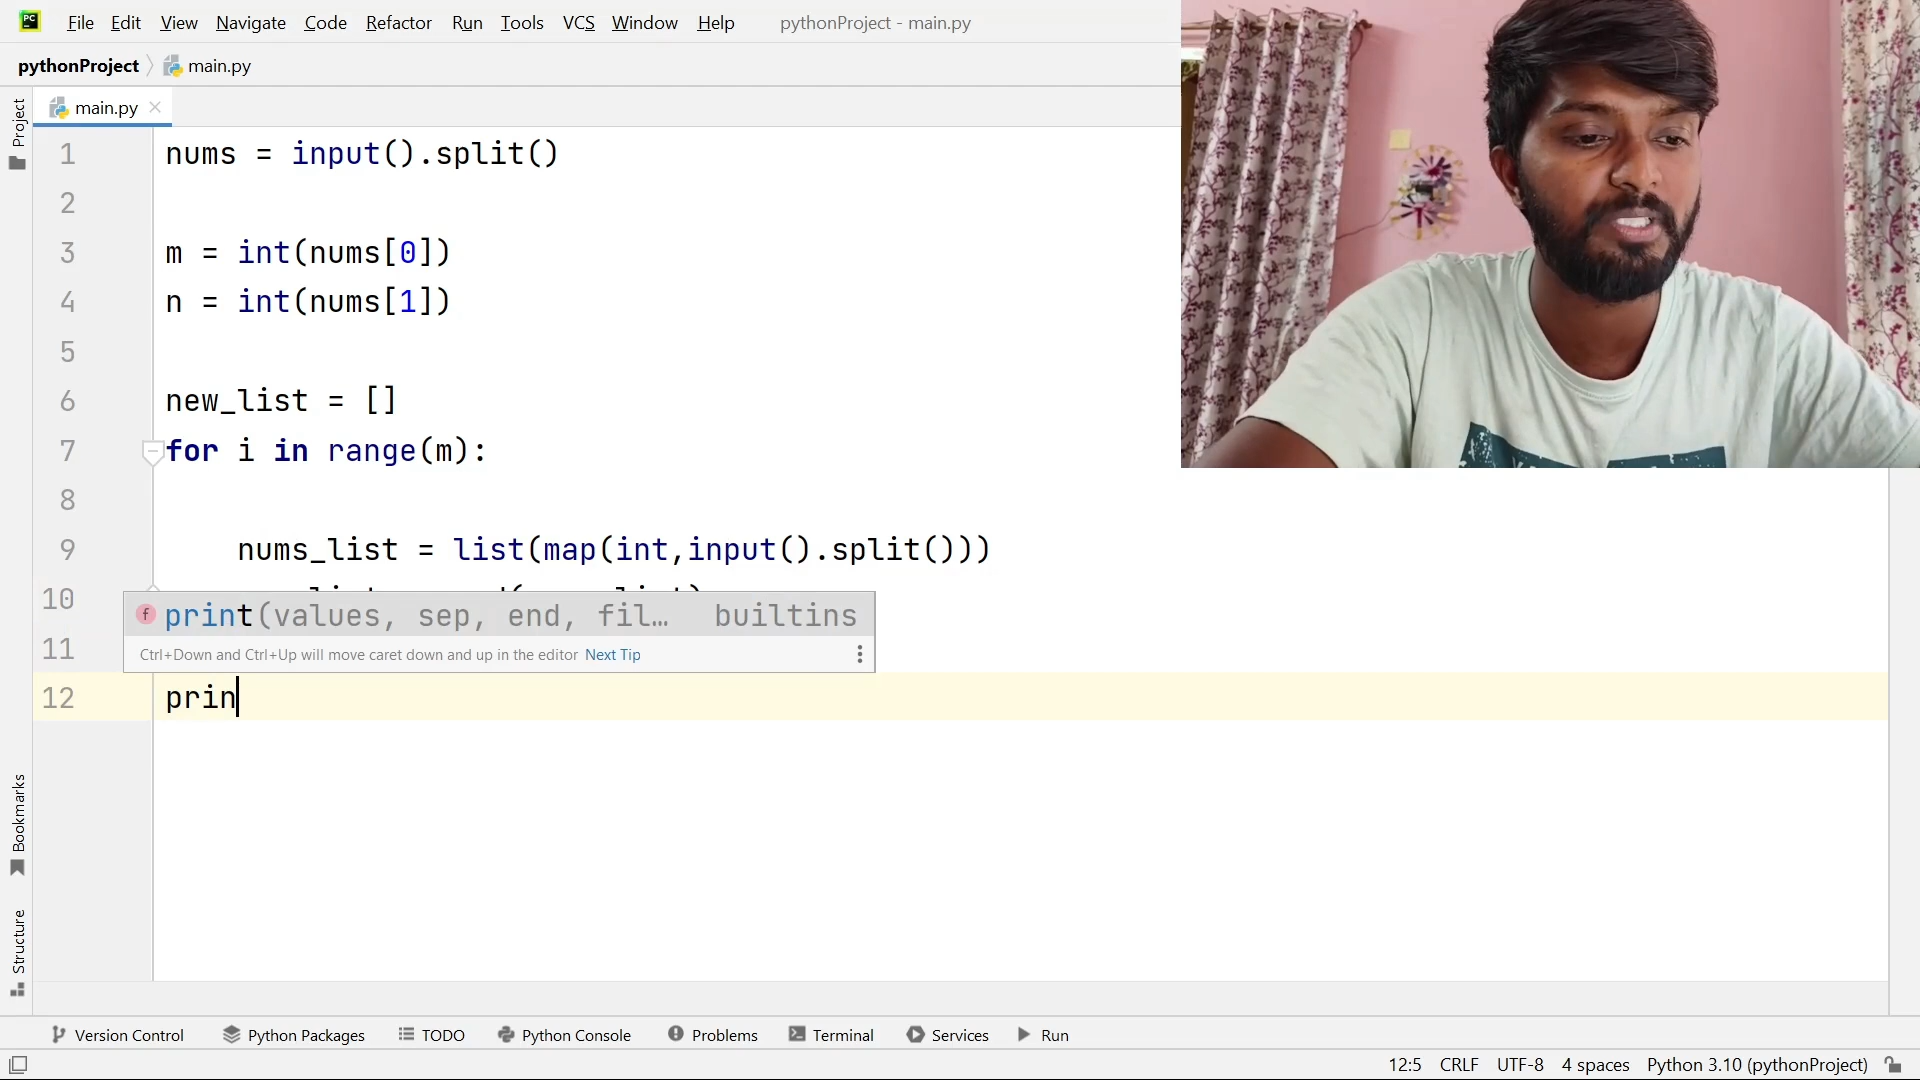 PC
File Edit View Navigate Code Refactor Run Tools VCS Window Help pythonProject - main.py
pythonProject main.py
Project
main.py
1 nums = input().split()
2
3 m = int(nums[0])
4 n = int(nums[1])
5
6 new_list = []
7 for i in range(m):
8
9 nums_list = list(map(int,input().split()))
10
f print(values, sep, end, fil… builtins
11
Ctrl+Down and Ctrl+Up will move caret down and up in the editor Next Tip
12 prin
Bookmarks
Structure
Version Control Python Packages TODO Python Console Problems Terminal Services Run
12:5 CRLF UTF-8 4 spaces Python 3.10 (pythonProject)